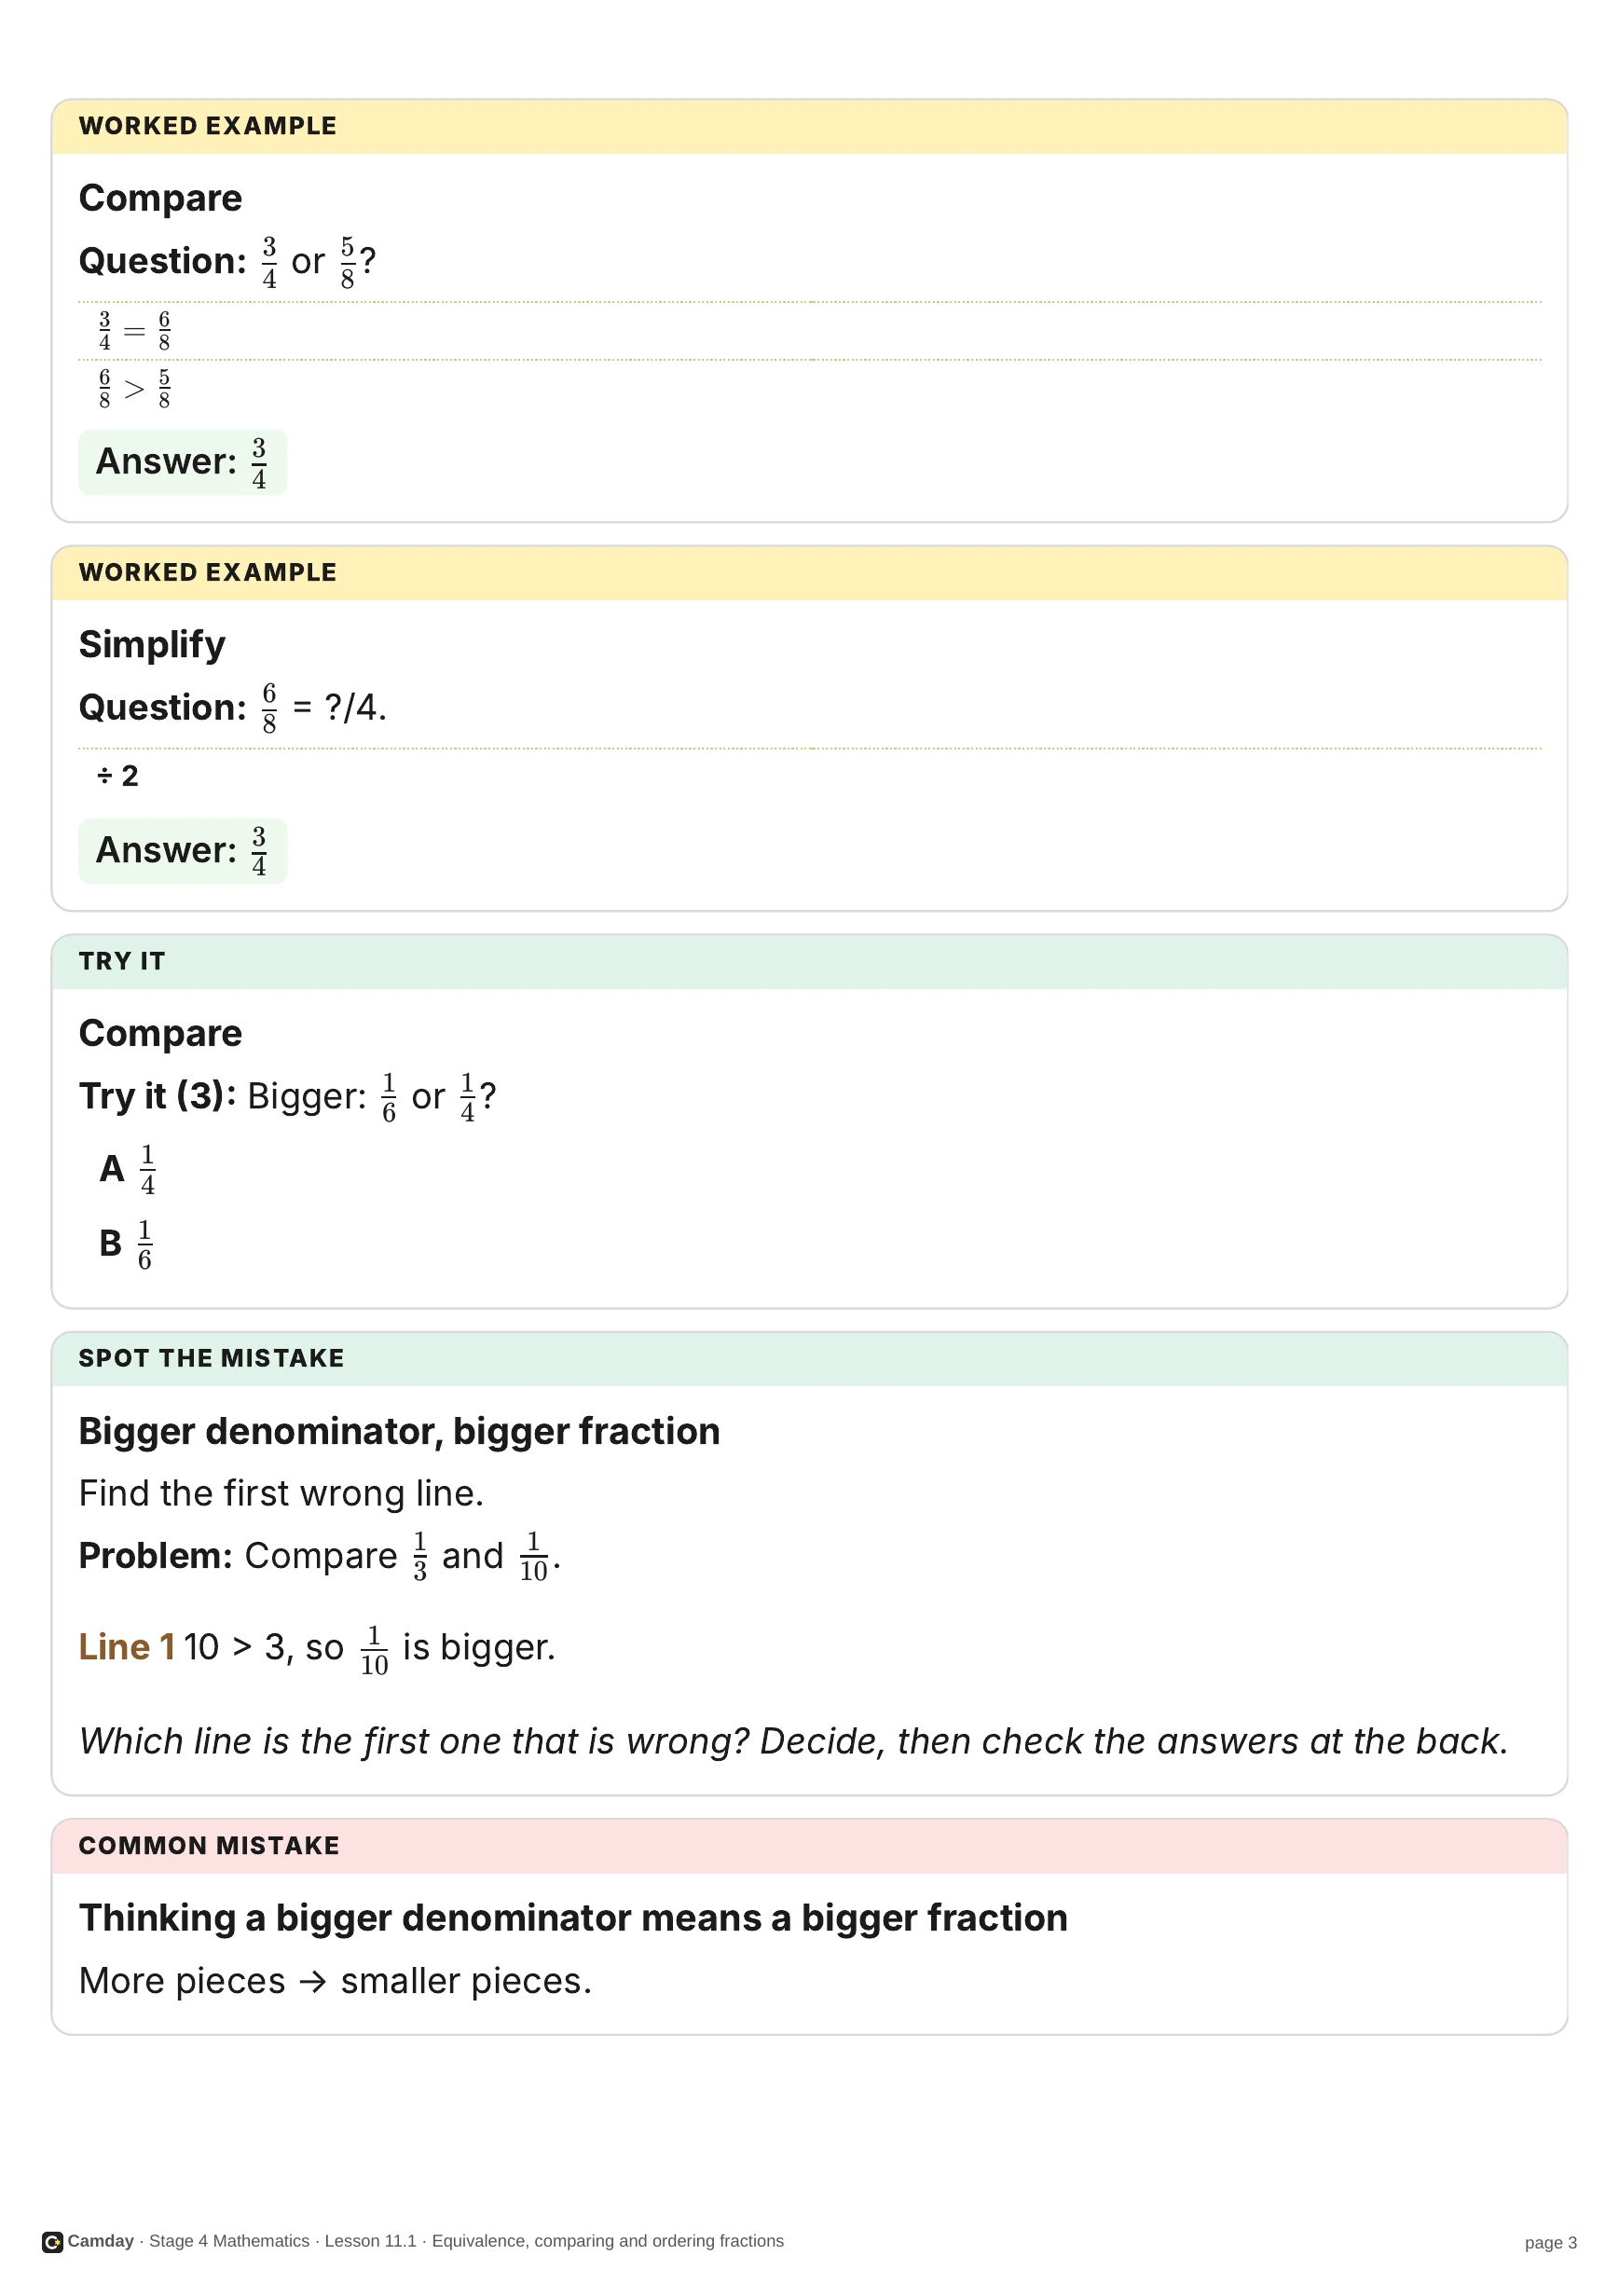 WORKED EXAMPLE
Compare
Question: 3/4 or 5/8?
3/4 = 6/8
6/8 > 5/8
Answer: 3/4
WORKED EXAMPLE
Simplify
Question: 6/8 = ?/4.
÷ 2
Answer: 3/4
TRY IT
Compare
Try it (3): Bigger: 1/6 or 1/4?
A 1/4
B 1/6
SPOT THE MISTAKE
Bigger denominator, bigger fraction
Find the first wrong line.
Problem: Compare 1/3 and 1/10.
Line 1 10 > 3, so 1/10 is bigger.
Which line is the first one that is wrong? Decide, then check the answers at the back.
COMMON MISTAKE
Thinking a bigger denominator means a bigger fraction
More pieces → smaller pieces.
Camday · Stage 4 Mathematics · Lesson 11.1 · Equivalence, comparing and ordering fractions
page 3